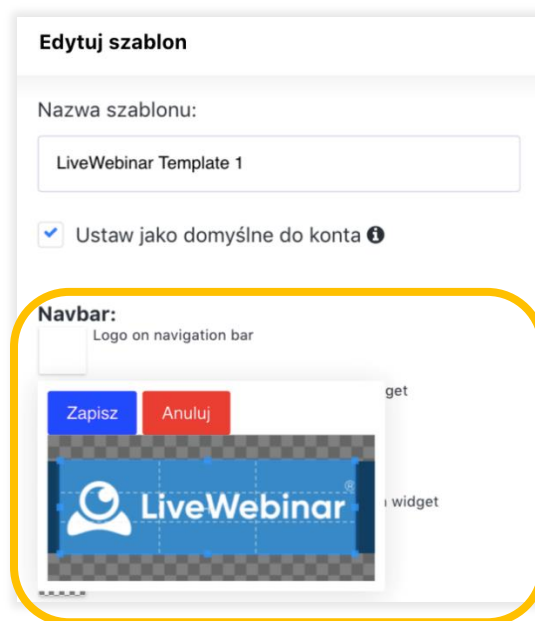 Edytuj szablon
Nazwa szablonu:
LiveWebinar Template 1
Ustaw jako domyślne do konta
Navbar:
Logo on navigation bar
get
Zapisz Anuluj
LiveWebinar®
widget